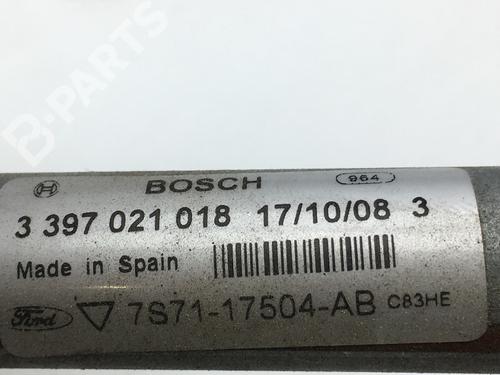 B-PARTS
BOSCH 964
3 397 021 018 17/10/08 3
Made in Spain
Ford 7S71-17504-AB C83HE